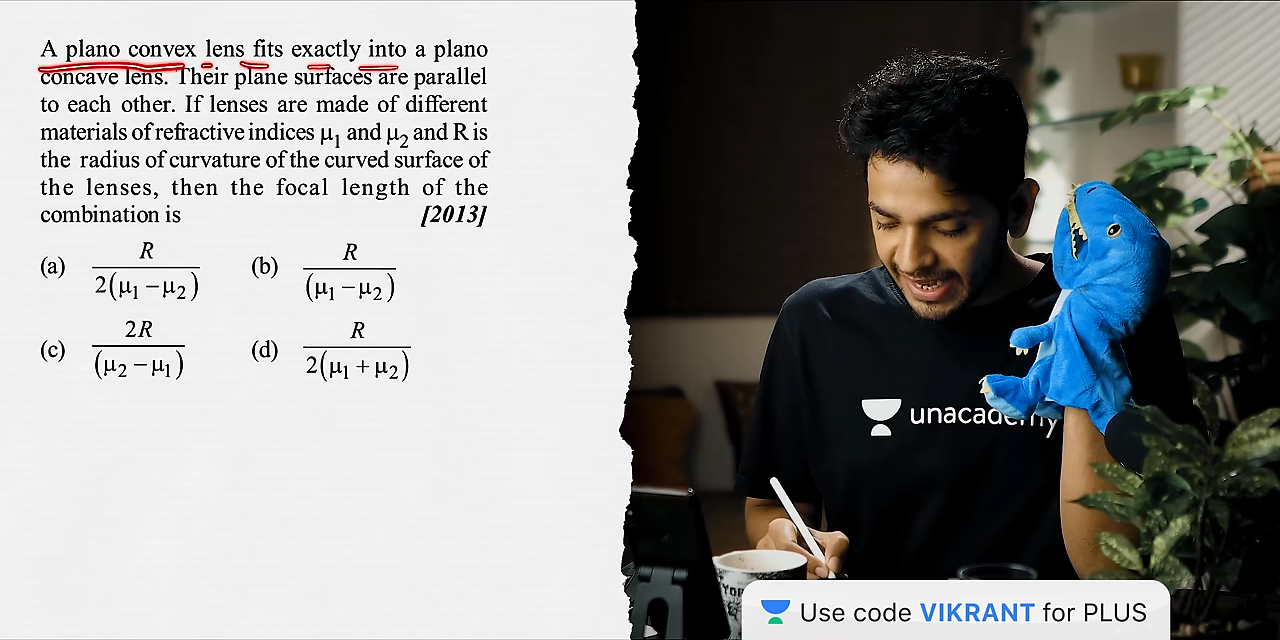 A plano convex lens fits exactly into a plano
concave lens. Their plane surfaces are parallel
to each other. If lenses are made of different
materials of refractive indices μ₁ and μ₂ and R is
the radius of curvature of the curved surface of
the lenses, then the focal length of the
combination is [2013]
(a) R / 2(μ₁ − μ₂) (b) R / (μ₁ − μ₂)
(c) 2R / (μ₂ − μ₁) (d) R / 2(μ₁ + μ₂)
unacademy
Use code VIKRANT for PLUS